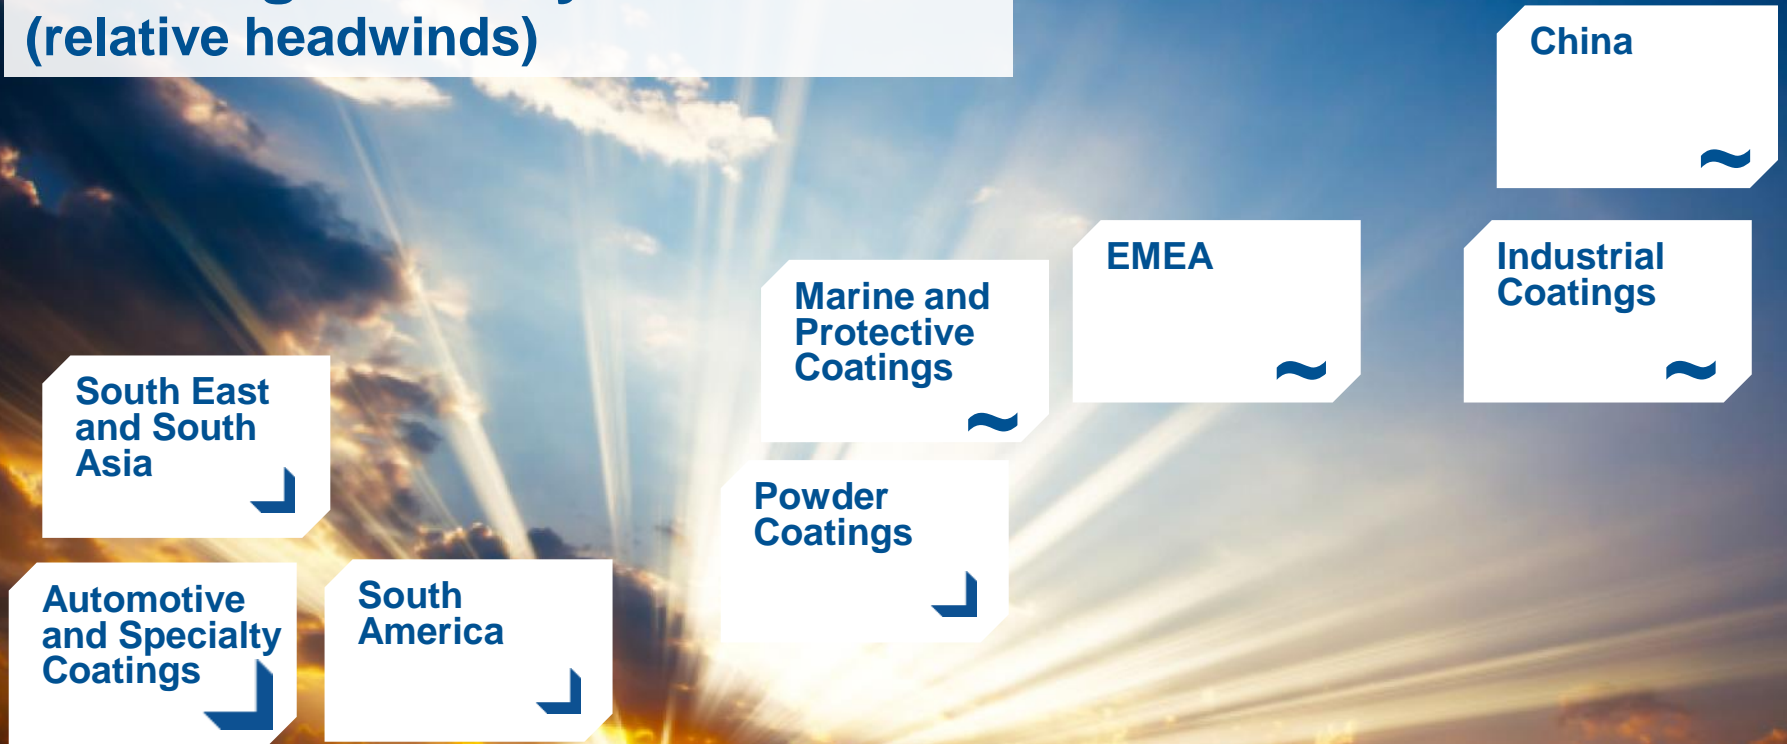 (relative headwinds)
China
~
EMEA
~
Industrial
Coatings
~
Marine and
Protective
Coatings
~
South East
and South
Asia
Powder
Coatings
Automotive
and Specialty
Coatings
South
America